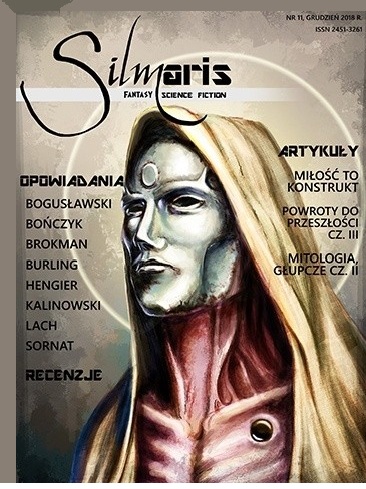 NR 11, GRUDZIEŃ 2018 R.
ISSN 2451-3261
Silmaris
FANTASY SCIENCE FICTION
OPOWIADANIA
BOGUSŁAWSKI
BOŃCZYK
BROKMAN
BURLING
HENGIER
KALINOWSKI
LACH
SORNAT
RECENZJE
ARTYKUŁY
MIŁOŚĆ TO
KONSTRUKT
POWROTY DO
PRZESZŁOŚCI
CZ. III
MITOLOGIA,
GŁUPCZE CZ. II